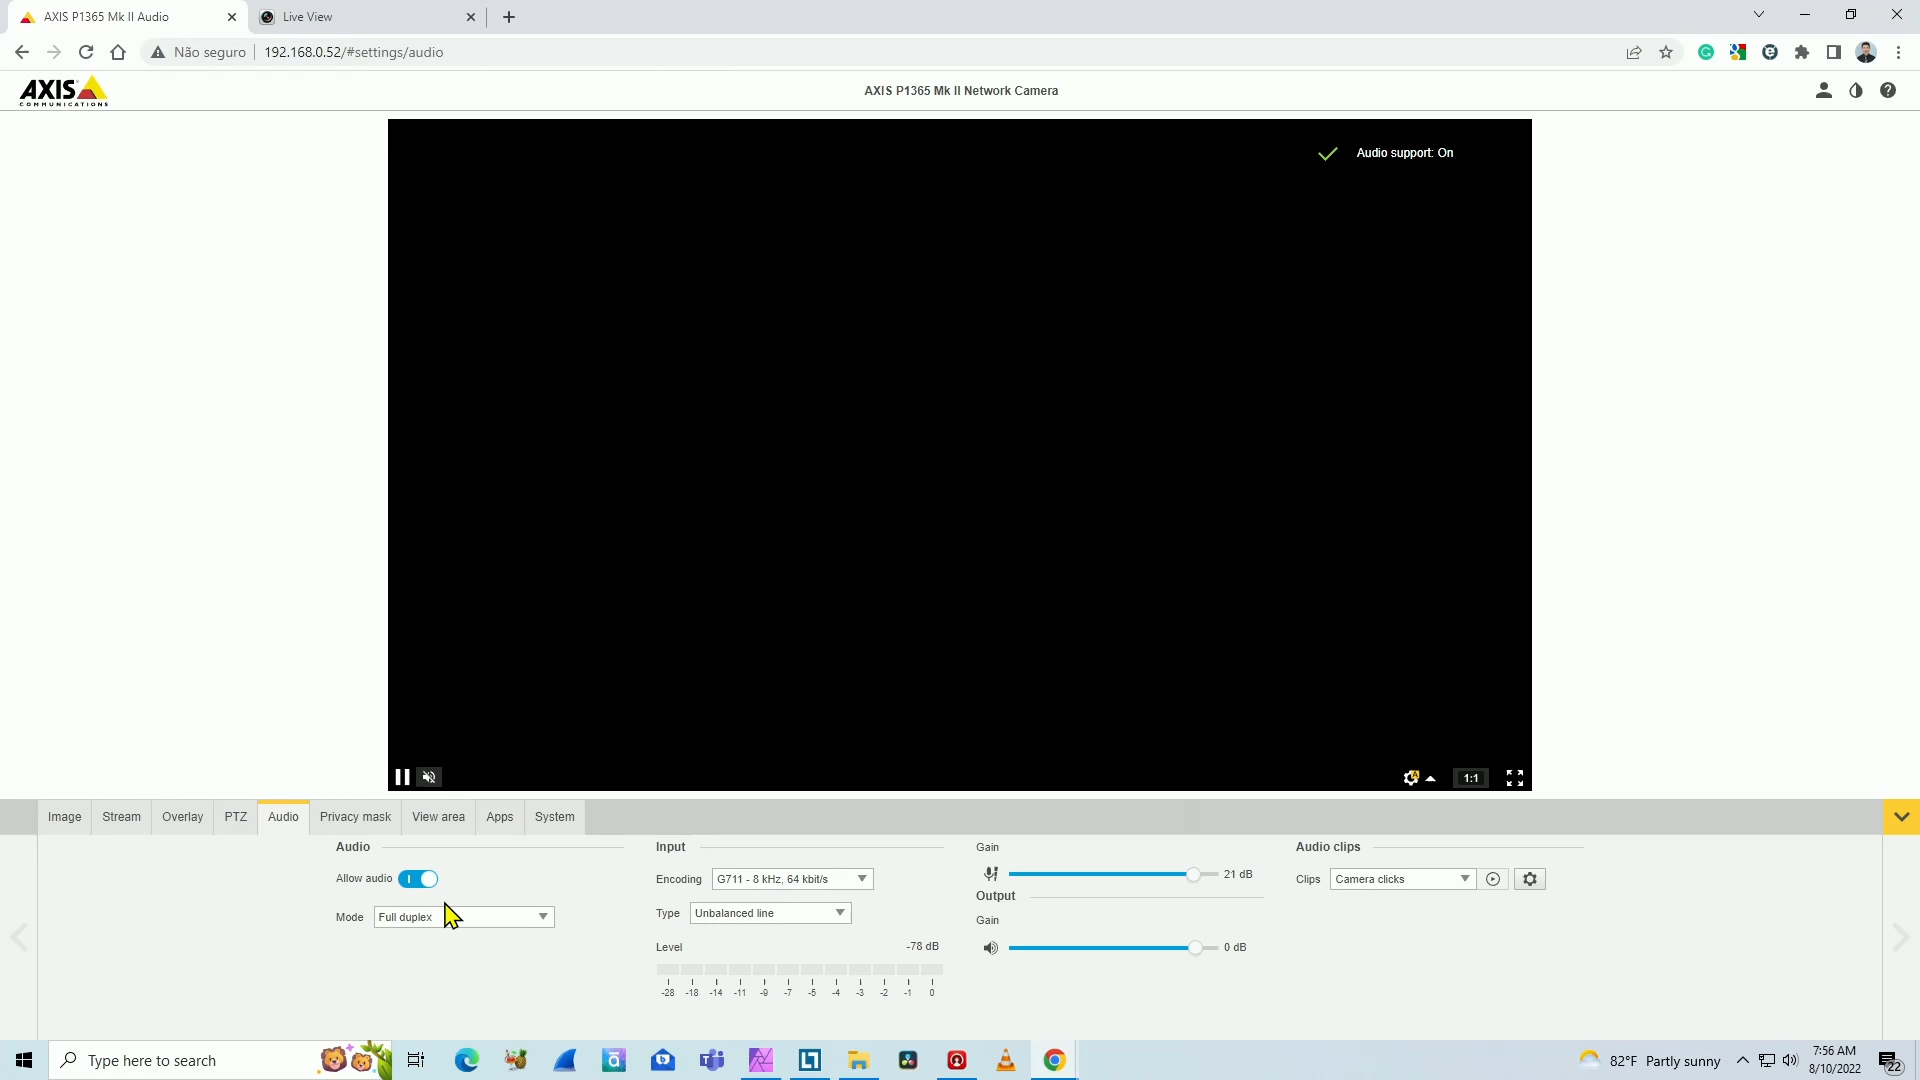 AXIS P1365 Mk II Audio
Live View
Não seguro
192.168.0.52/#settings/audio
AXIS
COMMUNICATIONS
AXIS P1365 Mk II Network Camera
Audio support: On
1:1
Image
Stream
Overlay
PTZ
Audio
Privacy mask
View area
Apps
System
Audio
Allow audio
Mode
Full duplex
Input
Encoding
G711 - 8 kHz, 64 kbit/s
Type
Unbalanced line
Level
-78 dB
-28 -18 -14 -11 -9 -7 -5 -4 -3 -2 -1 0
Gain
21 dB
Output
Gain
0 dB
Audio clips
Clips
Camera clicks
Type here to search
82°F Partly sunny
7:56 AM
8/10/2022
22